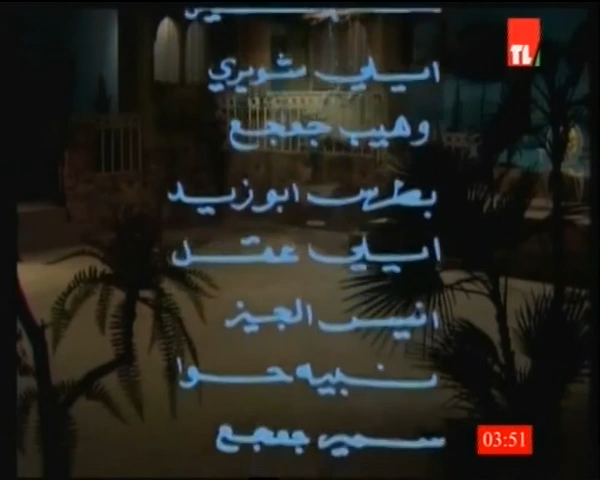 TL
ايلي شويري
وهيب جعجع
بطرس ابوزيد
ايلي عقل
انيس الجيز
نبيه حوا
سمير جعجع
03:51